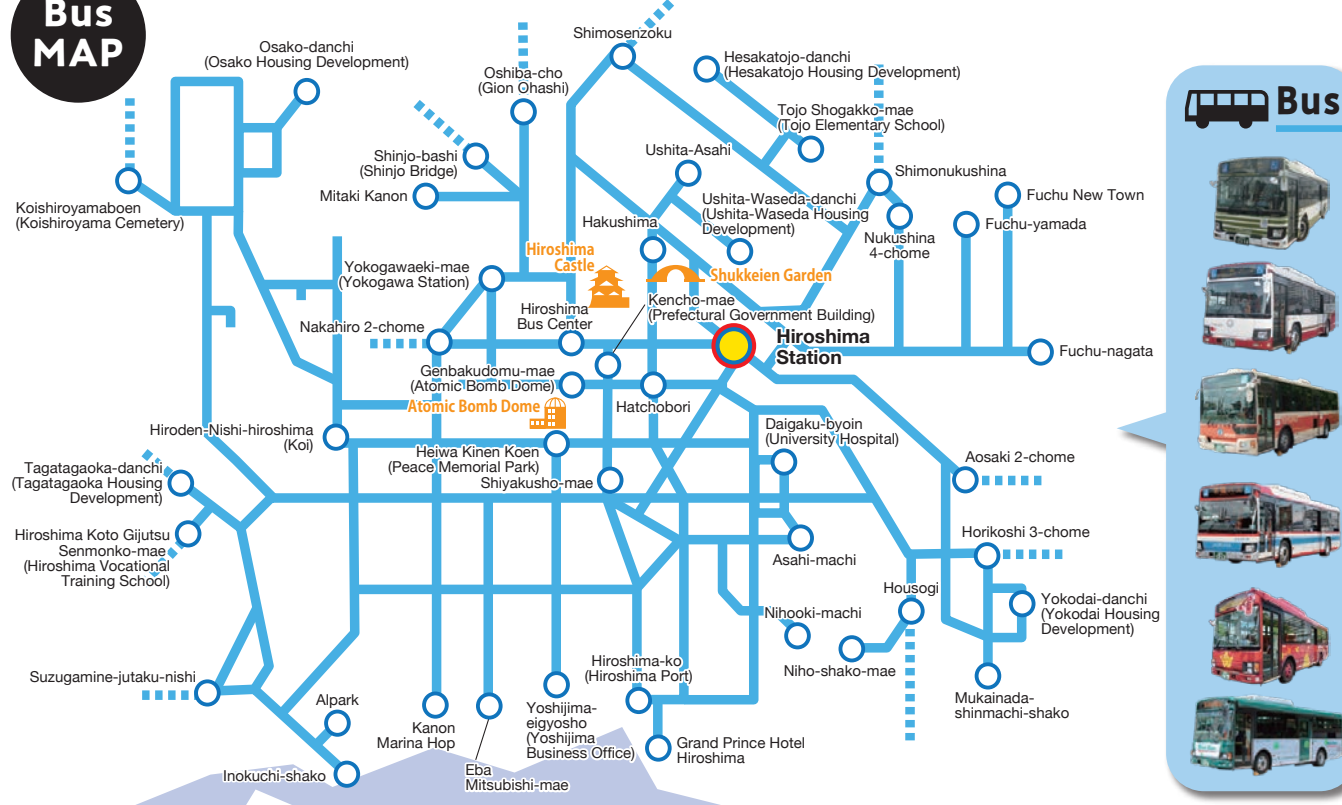 Bus
MAP
Osako-danchi
(Osako Housing Development)
Shimosenzoku
Oshiba-cho
(Gion Ohashi)
Hesakatojo-danchi
(Hesakatojo Housing Development)
Tojo Shogakko-mae
(Tojo Elementary School)
Shinjo-bashi
(Shinjo Bridge)
Mitaki Kanon
Ushita-Asahi
Shimonukushina
Koishiroyamaboen
(Koishiroyama Cemetery)
Ushita-Waseda-danchi
(Ushita-Waseda Housing
Development)
Fuchu New Town
Hakushima
Fuchu-yamada
Nukushina
4-chome
Yokogawaeki-mae
(Yokogawa Station)
Hiroshima
Castle
Shukkeien Garden
Kencho-mae
(Prefectural Government Building)
Hiroshima
Bus Center
Nakahiro 2-chome
Hiroshima
Station
Fuchu-nagata
Genbakudomu-mae
(Atomic Bomb Dome)
Atomic Bomb Dome
Hatchobori
Hiroden-Nishi-hiroshima
(Koi)
Daigaku-byoin
(University Hospital)
Heiwa Kinen Koen
(Peace Memorial Park)
Shiyakusho-mae
Aosaki 2-chome
Tagatagaoka-danchi
(Tagatagaoka Housing
Development)
Hiroshima Koto Gijutsu
Senmonko-mae
(Hiroshima Vocational
Training School)
Horikoshi 3-chome
Asahi-machi
Housogi
Yokodai-danchi
(Yokodai Housing
Development)
Nihooki-machi
Niho-shako-mae
Suzugamine-jutaku-nishi
Hiroshima-ko
(Hiroshima Port)
Mukainada-
shinmachi-shako
Alpark
Kanon
Marina Hop
Yoshijima-
eigyosho
(Yoshijima
Business Office)
Grand Prince Hotel
Hiroshima
Inokuchi-shako
Eba
Mitsubishi-mae
Bus